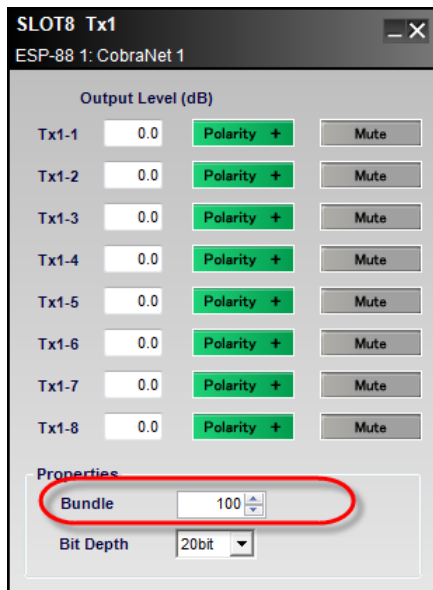 SLOT8 Tx1
ESP-88 1: CobraNet 1
Output Level (dB)
Tx1-1 0.0 Polarity + Mute
Tx1-2 0.0 Polarity + Mute
Tx1-3 0.0 Polarity + Mute
Tx1-4 0.0 Polarity + Mute
Tx1-5 0.0 Polarity + Mute
Tx1-6 0.0 Polarity + Mute
Tx1-7 0.0 Polarity + Mute
Tx1-8 0.0 Polarity + Mute
Properties
Bundle 100
Bit Depth 20bit